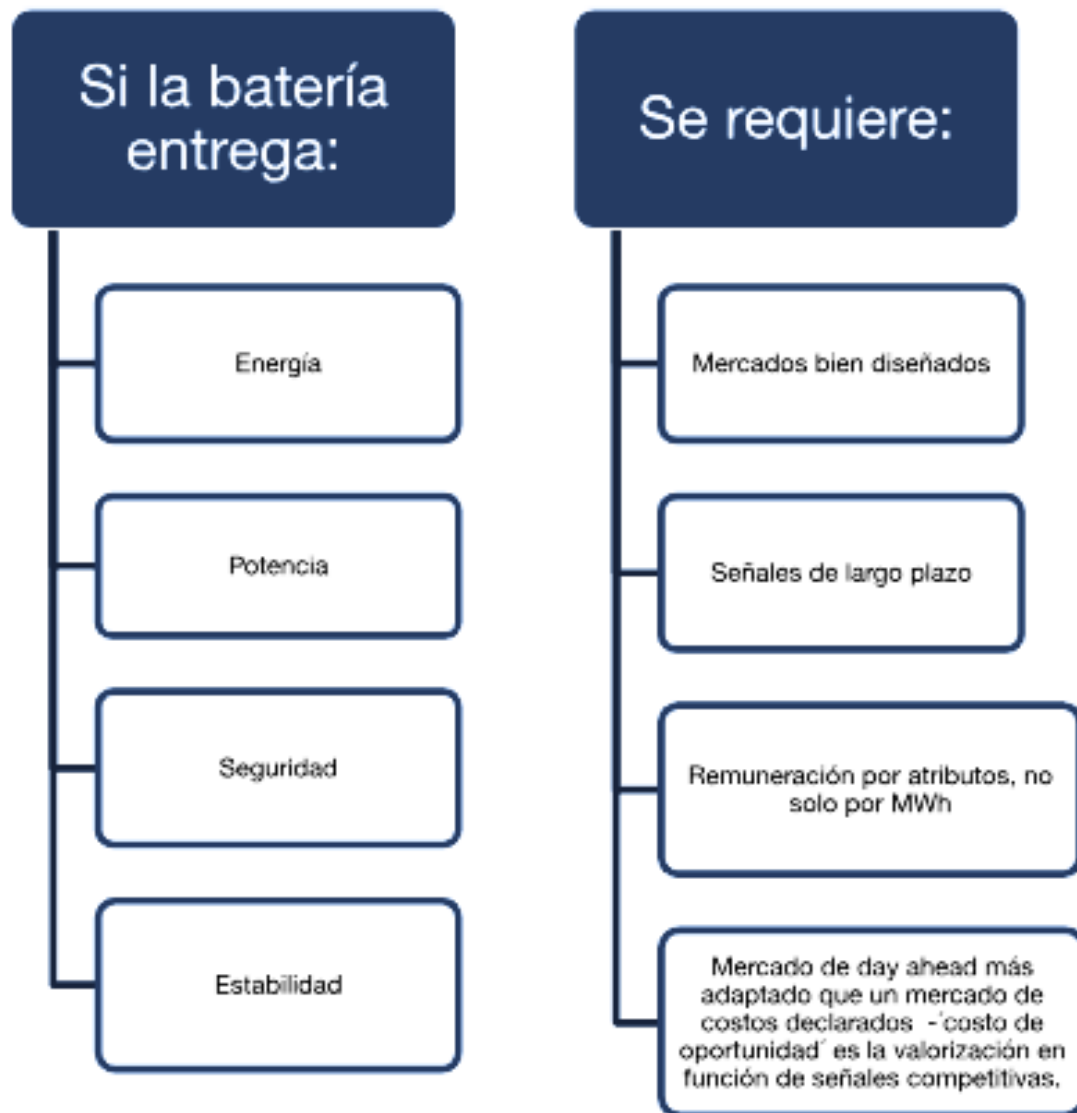 Si la batería
entrega:
Energía
Potencia
Seguridad
Estabilidad
Se requiere:
Mercados bien diseñados
Señales de largo plazo
Remuneración por atributos, no
solo por MWh
Mercado de day ahead más
adaptado que un mercado de
costos declarados -´costo de
oportunidad´ es la valorización en
función de señales competitivas.